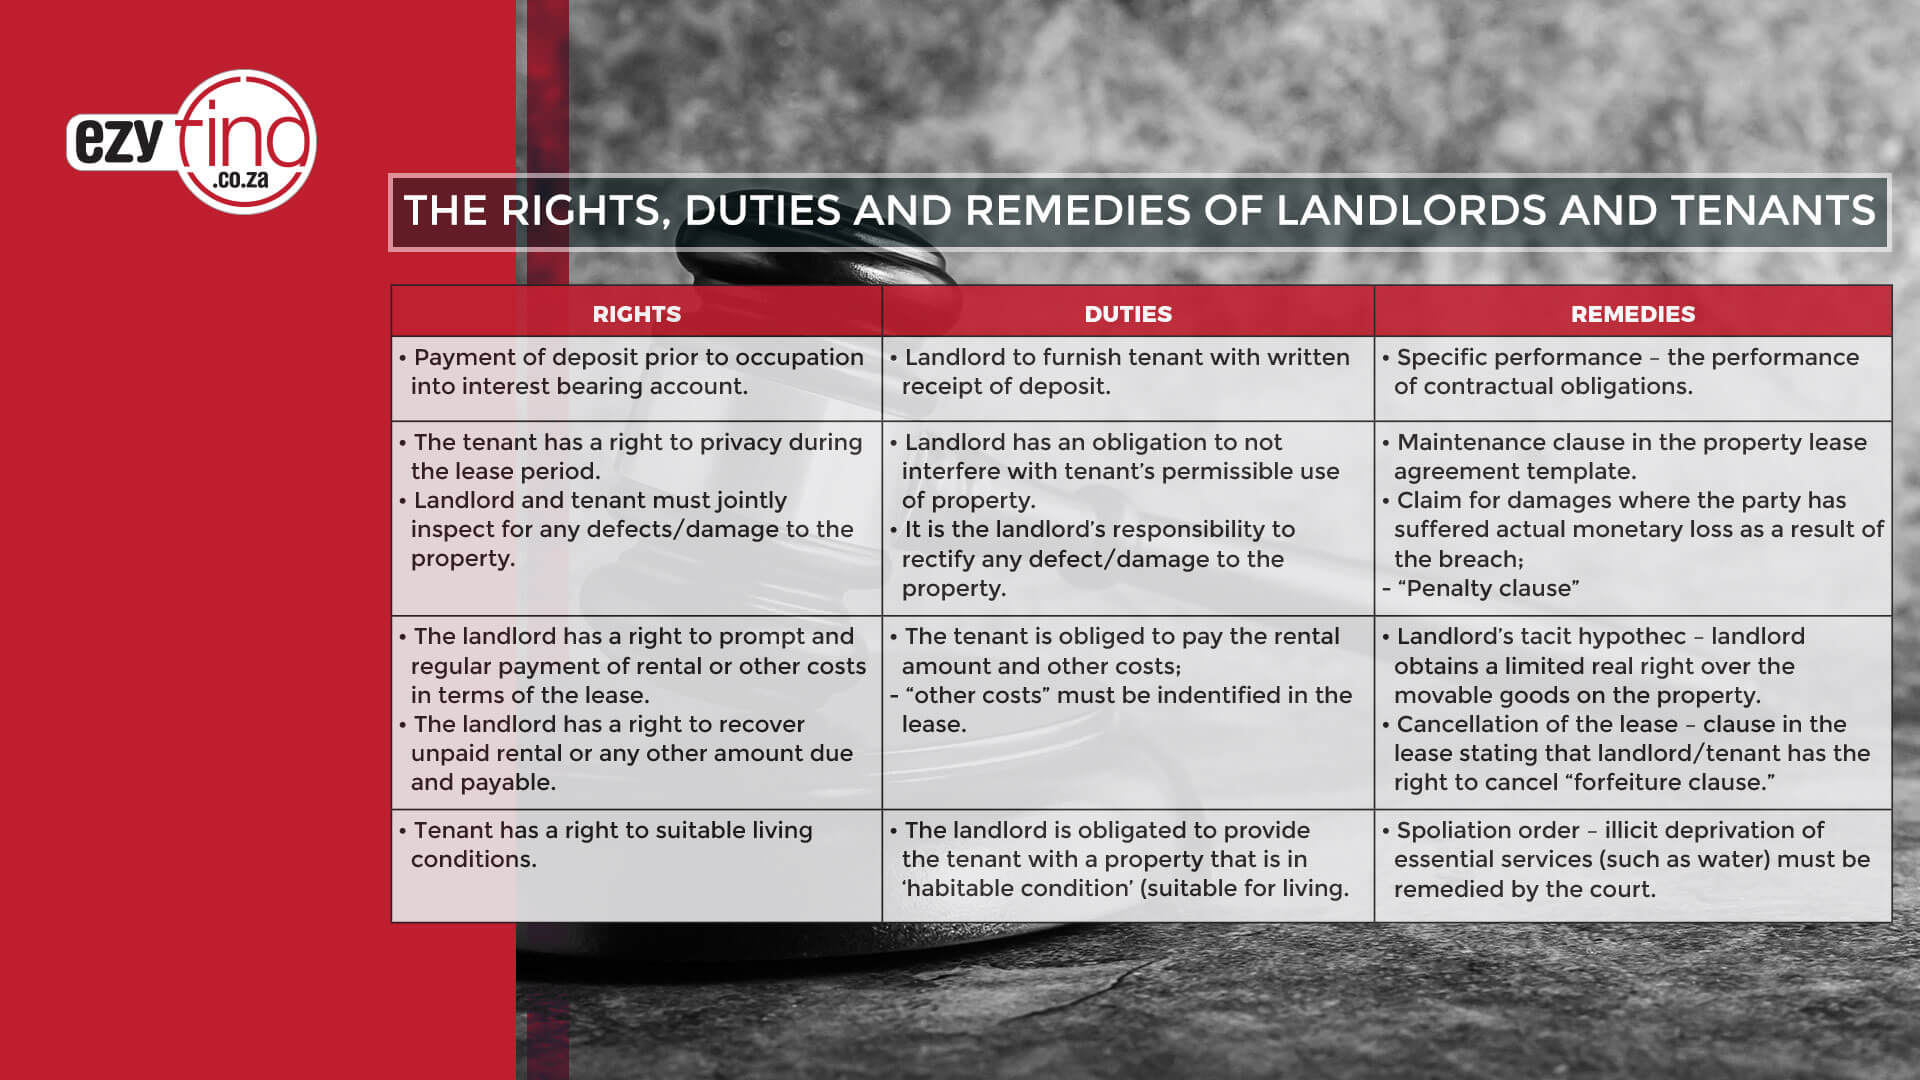 ezy find
.co.za
THE RIGHTS, DUTIES AND REMEDIES OF LANDLORDS AND TENANTS
RIGHTS
DUTIES
REMEDIES
• Payment of deposit prior to occupation
into interest bearing account.
• Landlord to furnish tenant with written
receipt of deposit.
• Specific performance – the performance
of contractual obligations.
• The tenant has a right to privacy during
the lease period.
• Landlord and tenant must jointly
inspect for any defects/damage to the
property.
• Landlord has an obligation to not
interfere with tenant’s permissible use
of property.
• It is the landlord’s responsibility to
rectify any defect/damage to the
property.
• Maintenance clause in the property lease
agreement template.
• Claim for damages where the party has
suffered actual monetary loss as a result of
the breach;
- “Penalty clause”
• The landlord has a right to prompt and
regular payment of rental or other costs
in terms of the lease.
• The landlord has a right to recover
unpaid rental or any other amount due
and payable.
• The tenant is obliged to pay the rental
amount and other costs;
- “other costs” must be indentified in the
lease.
• Landlord’s tacit hypothec – landlord
obtains a limited real right over the
movable goods on the property.
• Cancellation of the lease – clause in the
lease stating that landlord/tenant has the
right to cancel “forfeiture clause.”
• Tenant has a right to suitable living
conditions.
• The landlord is obligated to provide
the tenant with a property that is in
‘habitable condition’ (suitable for living.
• Spoliation order – illicit deprivation of
essential services (such as water) must be
remedied by the court.